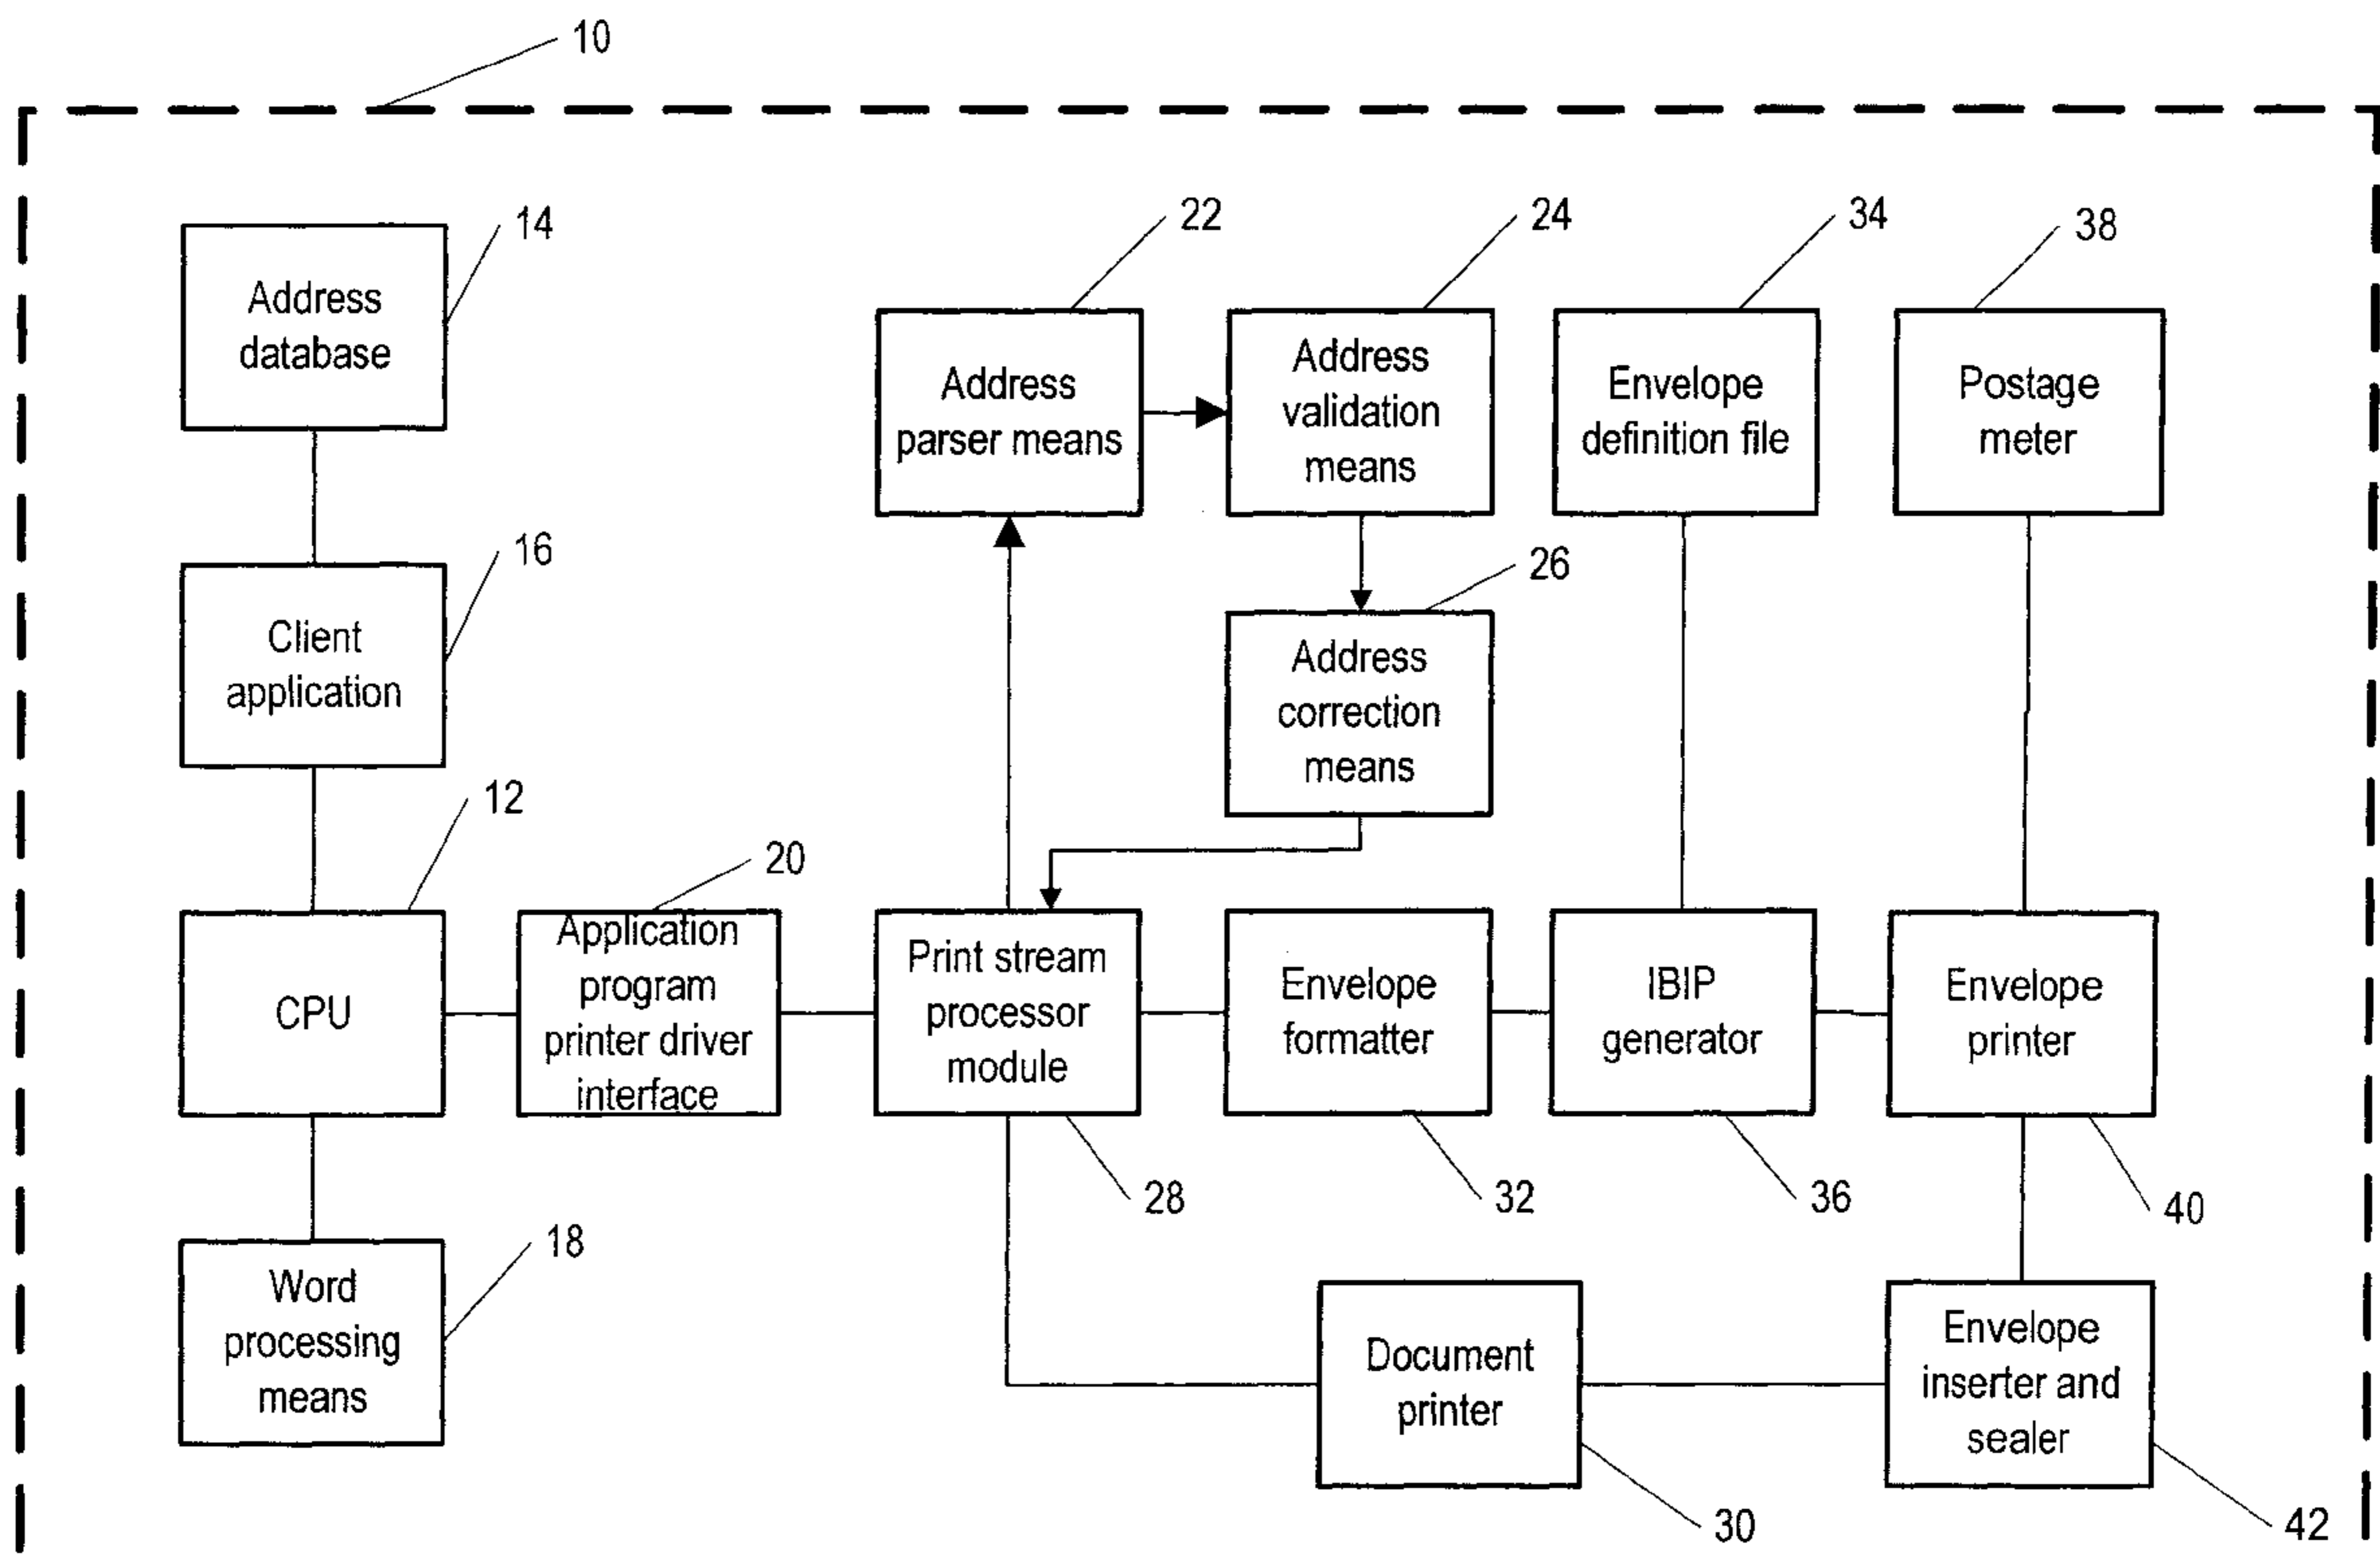 10
14
22
24
34
38
Address
database
Address
parser means
Address
validation
means
Envelope
definition file
Postage
meter
16
26
Client
application
Address
correction
means
12
20
CPU
Application
program
printer driver
interface
Print stream
processor
module
Envelope
formatter
IBIP
generator
Envelope
printer
28
32
36
40
18
Word
processing
means
Document
printer
Envelope
inserter and
sealer
30
42